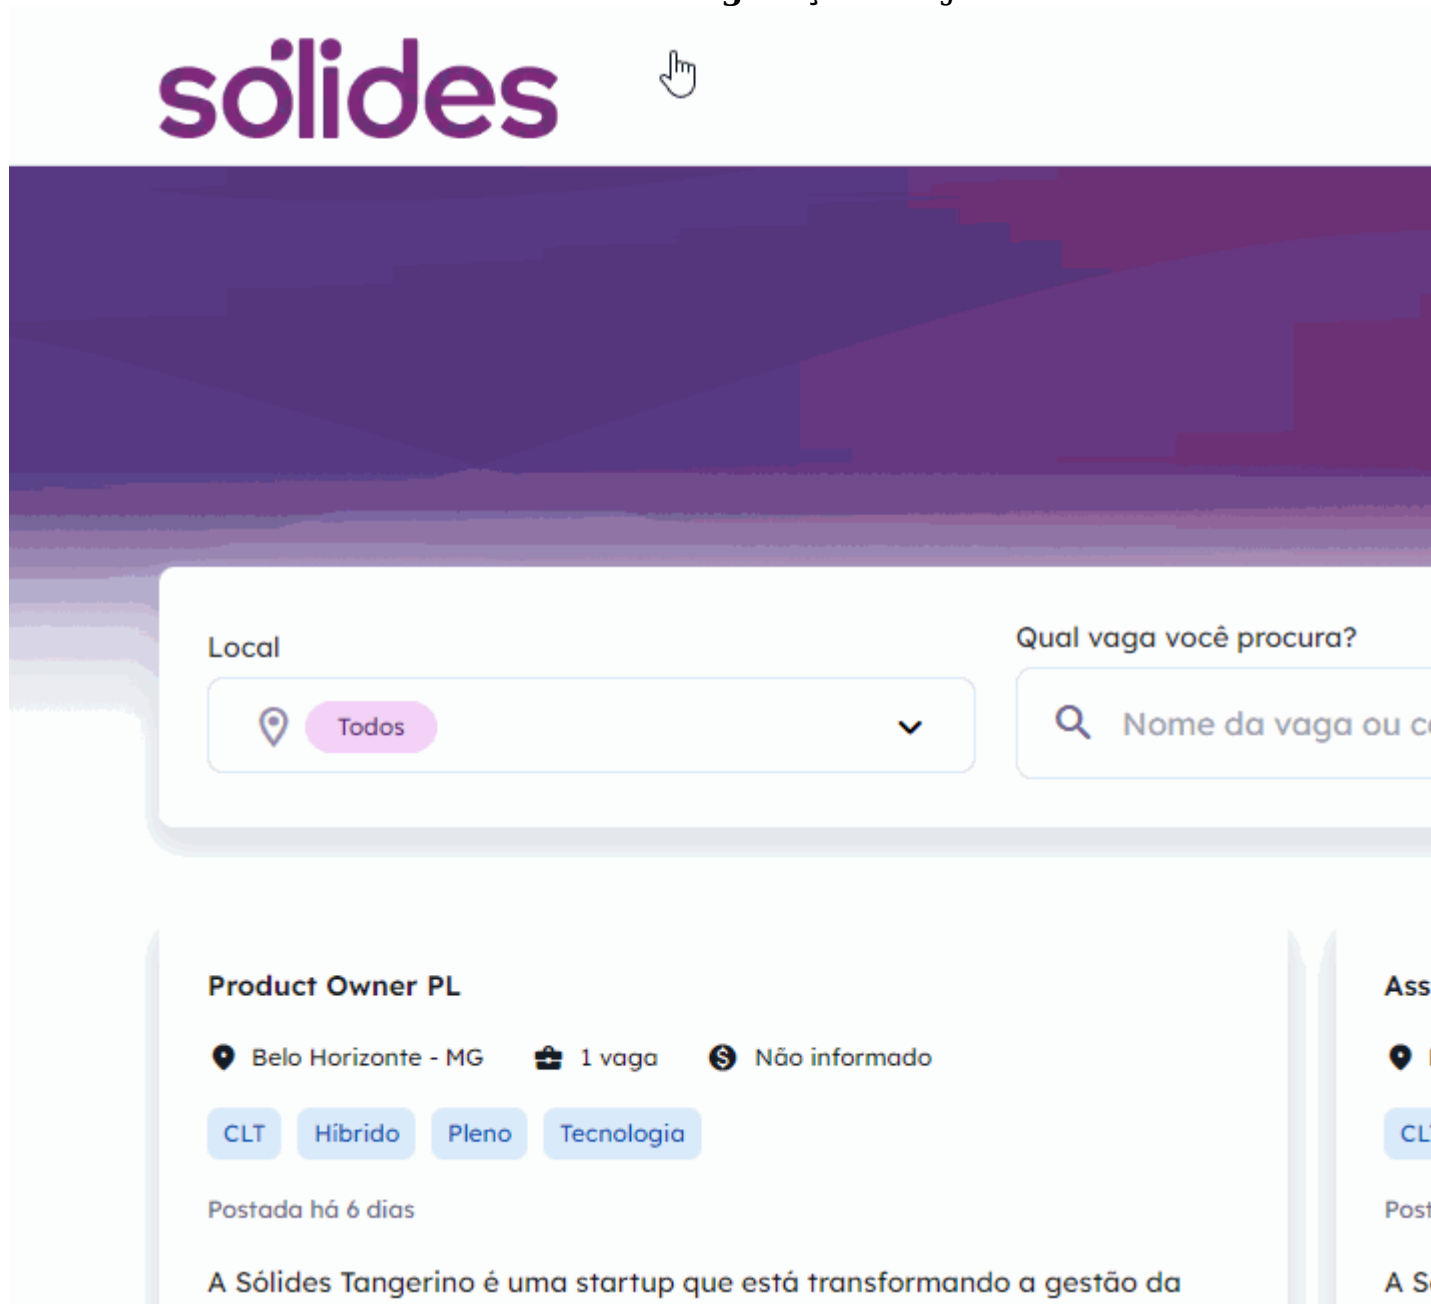 sólides
Local
Qual vaga você procura?
Todos
Nome da vaga ou
Product Owner PL
Belo Horizonte - MG
1 vaga
Não informado
CLT
Híbrido
Pleno
Tecnologia
Postada há 6 dias
A Sólides Tangerino é uma startup que está transformando a gestão da